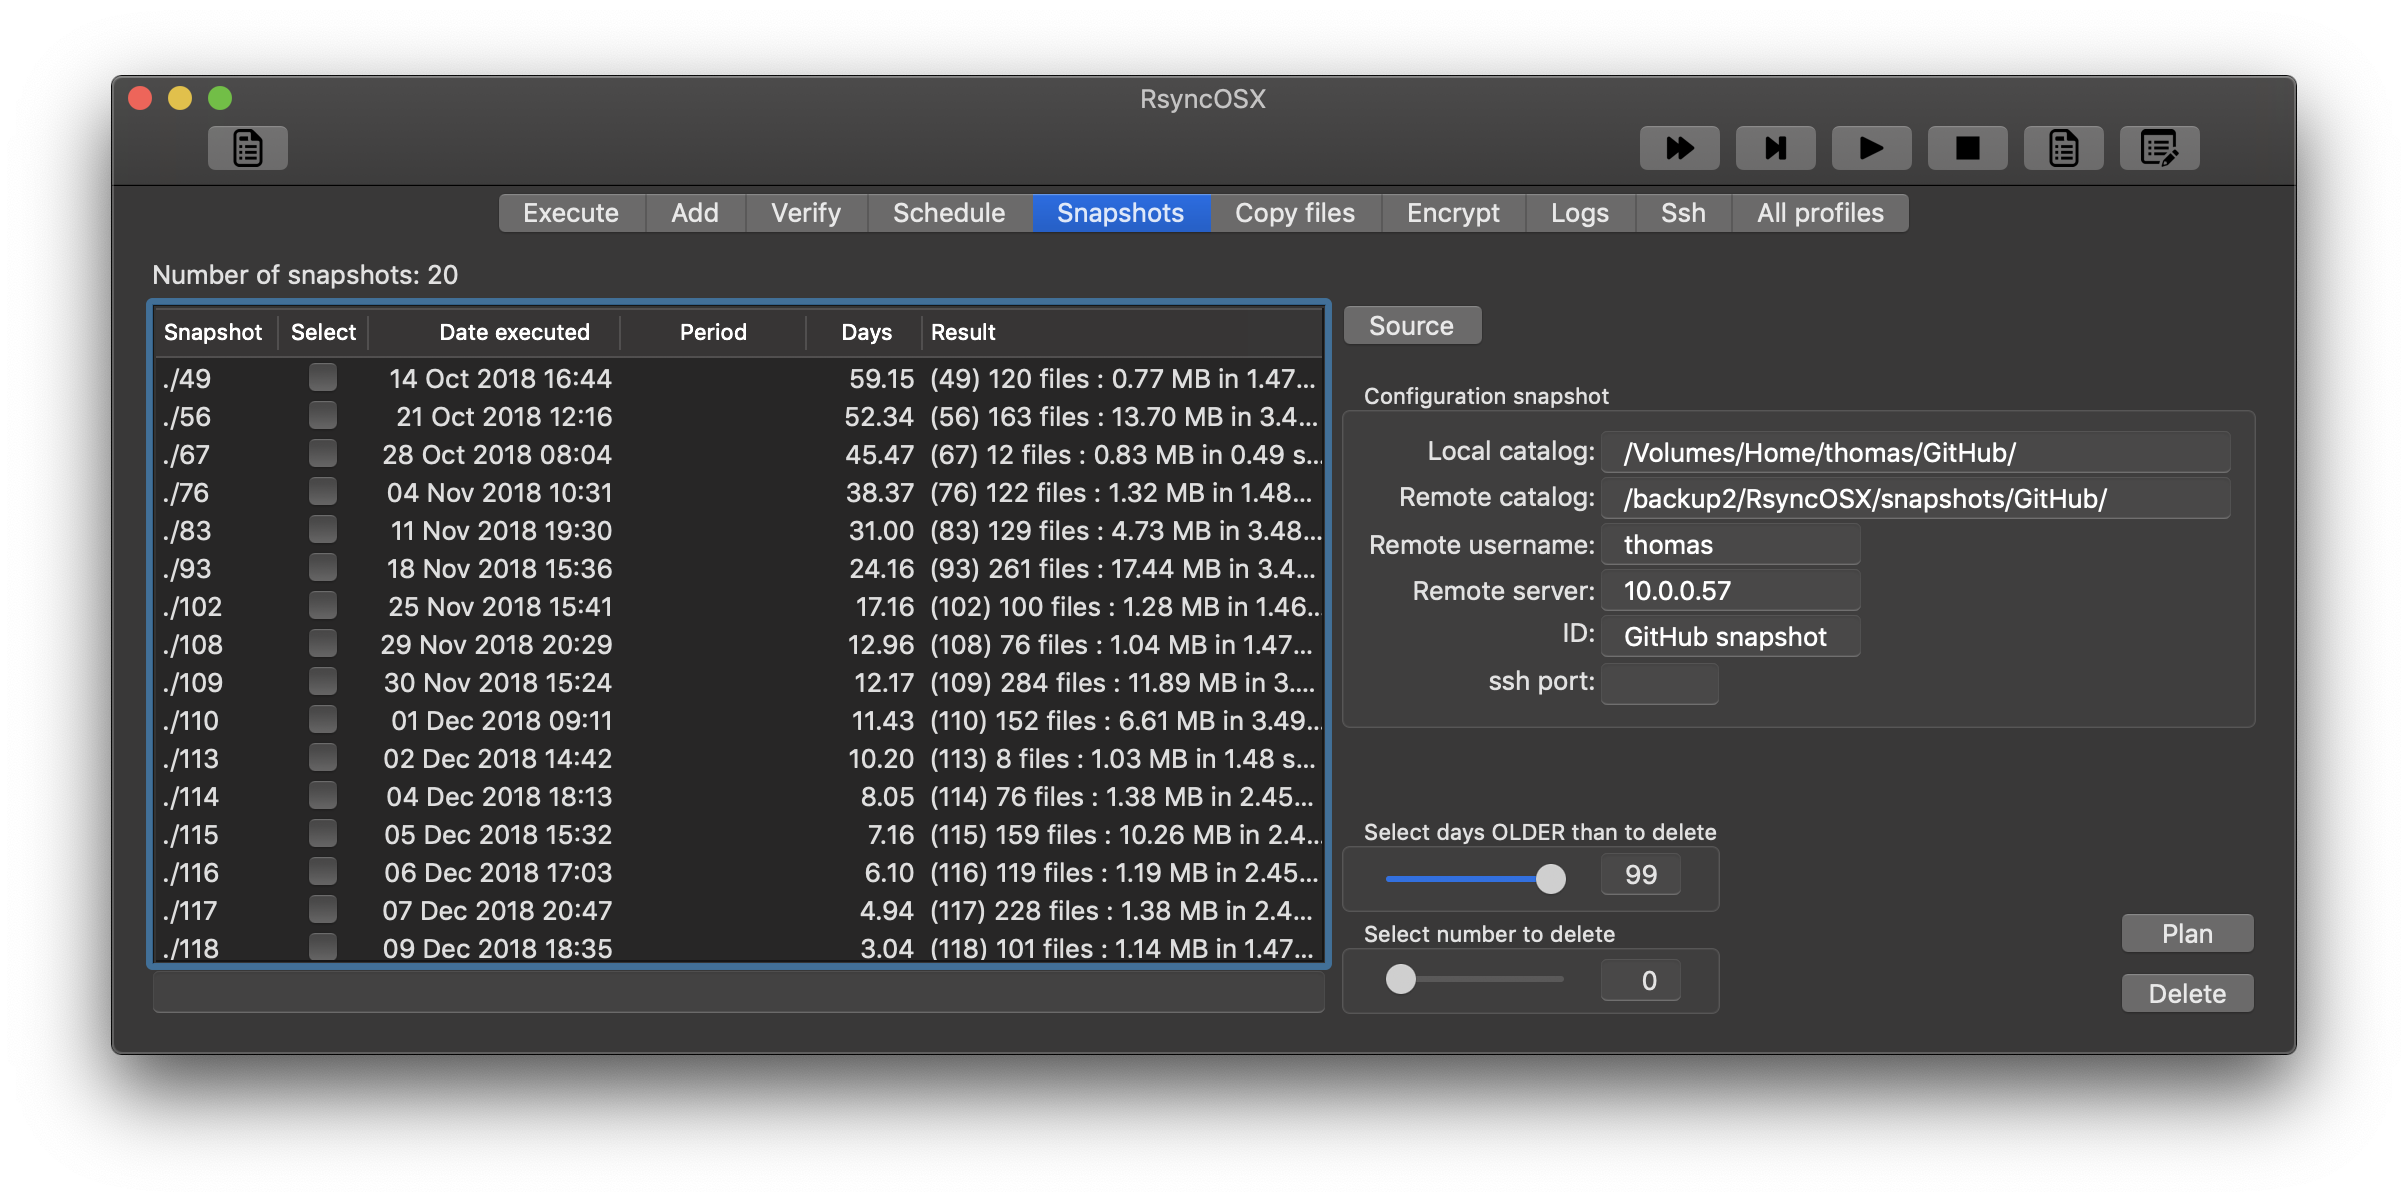 RsyncOSX
Execute Add Verify Schedule Snapshots Copy files Encrypt Logs Ssh All profiles
Number of snapshots: 20
Snapshot Select Date executed Period Days Result
./49 14 Oct 2018 16:44 59.15 (49) 120 files : 0.77 MB in 1.47...
./56 21 Oct 2018 12:16 52.34 (56) 163 files : 13.70 MB in 3.4...
./67 28 Oct 2018 08:04 45.47 (67) 12 files : 0.83 MB in 0.49 s...
./76 04 Nov 2018 10:31 38.37 (76) 122 files : 1.32 MB in 1.48...
./83 11 Nov 2018 19:30 31.00 (83) 129 files : 4.73 MB in 3.48...
./93 18 Nov 2018 15:36 24.16 (93) 261 files : 17.44 MB in 3.4...
./102 25 Nov 2018 15:41 17.16 (102) 100 files : 1.28 MB in 1.46...
./108 29 Nov 2018 20:29 12.96 (108) 76 files : 1.04 MB in 1.47...
./109 30 Nov 2018 15:24 12.17 (109) 284 files : 11.89 MB in 3....
./110 01 Dec 2018 09:11 11.43 (110) 152 files : 6.61 MB in 3.49...
./113 02 Dec 2018 14:42 10.20 (113) 8 files : 1.03 MB in 1.48 s...
./114 04 Dec 2018 18:13 8.05 (114) 76 files : 1.38 MB in 2.45...
./115 05 Dec 2018 15:32 7.16 (115) 159 files : 10.26 MB in 2.4...
./116 06 Dec 2018 17:03 6.10 (116) 119 files : 1.19 MB in 2.45...
./117 07 Dec 2018 20:47 4.94 (117) 228 files : 1.38 MB in 2.4...
./118 09 Dec 2018 18:35 3.04 (118) 101 files : 1.14 MB in 1.47...
Source
Configuration snapshot
Local catalog: /Volumes/Home/thomas/GitHub/
Remote catalog: /backup2/RsyncOSX/snapshots/GitHub/
Remote username: thomas
Remote server: 10.0.0.57
ID: GitHub snapshot
ssh port:
Select days OLDER than to delete
99
Select number to delete
0
Plan
Delete